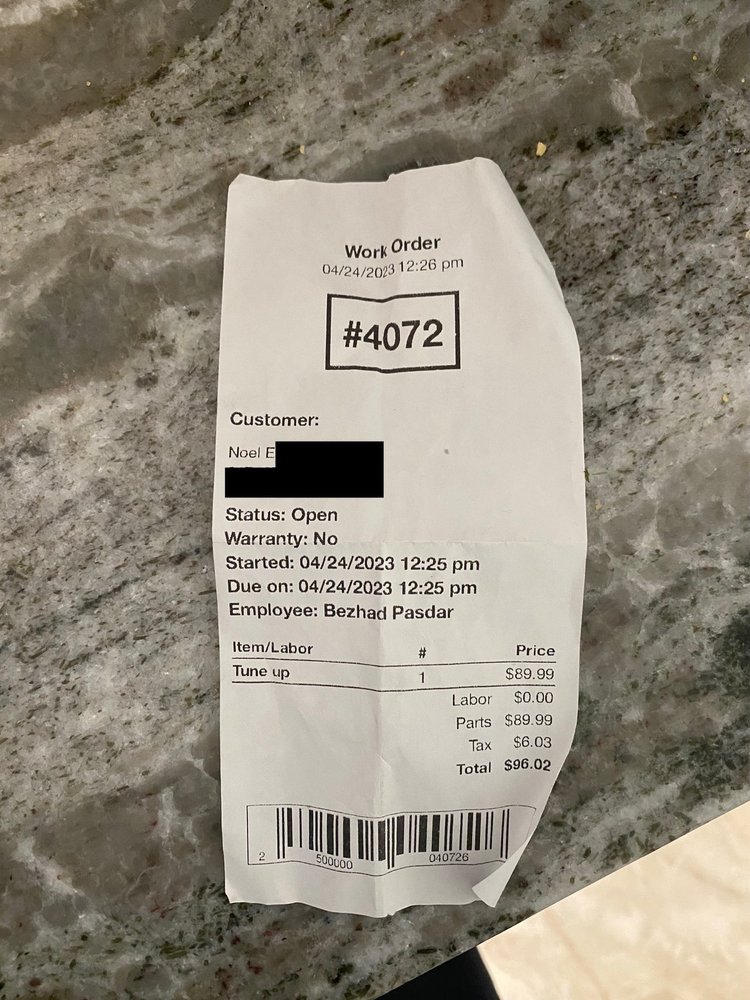 Work Order
04/24/2023 12:26 pm
#4072
Customer:
Noel E
Status: Open
Warranty: No
Started: 04/24/2023 12:25 pm
Due on: 04/24/2023 12:25 pm
Employee: Bezhad Pasdar
Item/Labor # Price
Tune up 1 $89.99
Labor $0.00
Parts $89.99
Tax $6.03
Total $96.02
2 500000 040726